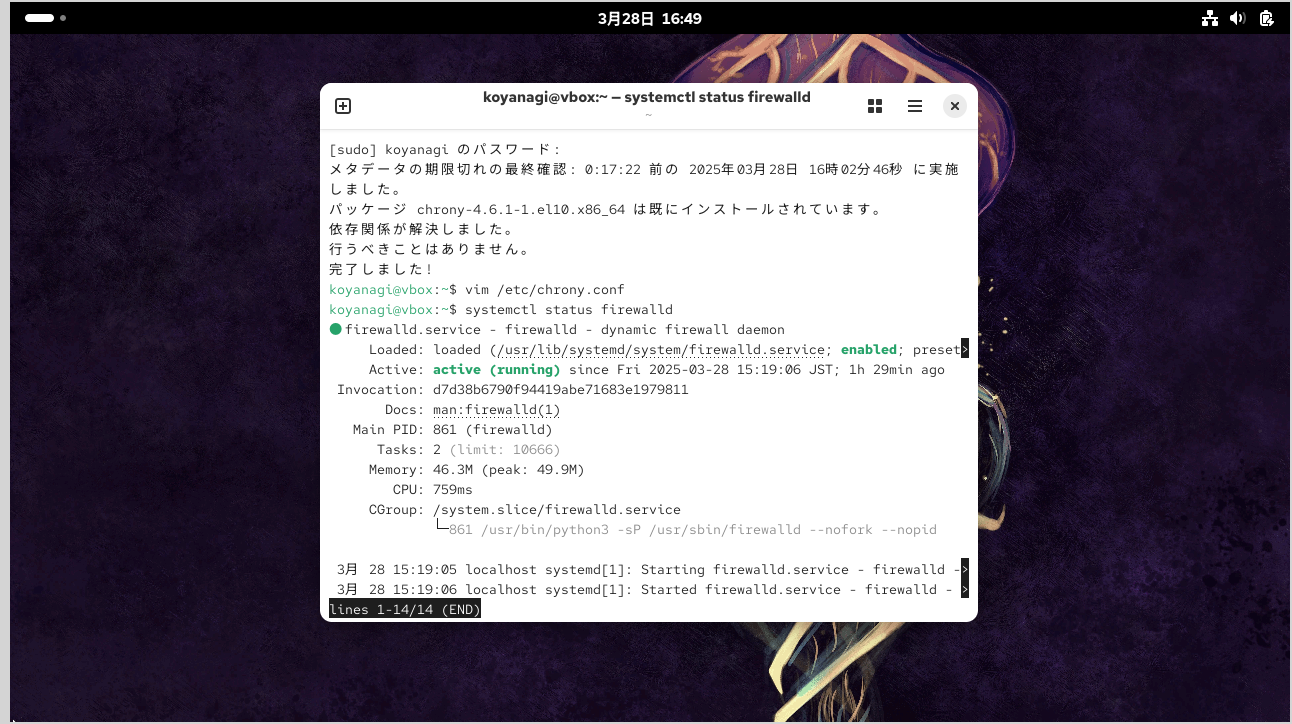 3月28日 16:49
koyanagi@vbox:~ — systemctl status firewalld
~
[sudo] koyanagi のパスワード:
メタデータの期限切れの最終確認: 0:17:22 前の 2025年03月28日 16時02分46秒 に実施
しました。
パッケージ chrony-4.6.1-1.el10.x86_64 は既にインストールされています。
依存関係が解決しました。
行うべきことはありません。
完了しました!
koyanagi@vbox:~$ vim /etc/chrony.conf
koyanagi@vbox:~$ systemctl status firewalld
● firewalld.service - firewalld - dynamic firewall daemon
Loaded: loaded (/usr/lib/systemd/system/firewalld.service; enabled; preset>
Active: active (running) since Fri 2025-03-28 15:19:06 JST; 1h 29min ago
Invocation: d7d38b6790f94419abe71683e1979811
Docs: man:firewalld(1)
Main PID: 861 (firewalld)
Tasks: 2 (limit: 10666)
Memory: 46.3M (peak: 49.9M)
CPU: 759ms
CGroup: /system.slice/firewalld.service
└─861 /usr/bin/python3 -sP /usr/sbin/firewalld --nofork --nopid
3月 28 15:19:05 localhost systemd[1]: Starting firewalld.service - firewalld ->
3月 28 15:19:06 localhost systemd[1]: Started firewalld.service - firewalld - >
lines 1-14/14 (END)